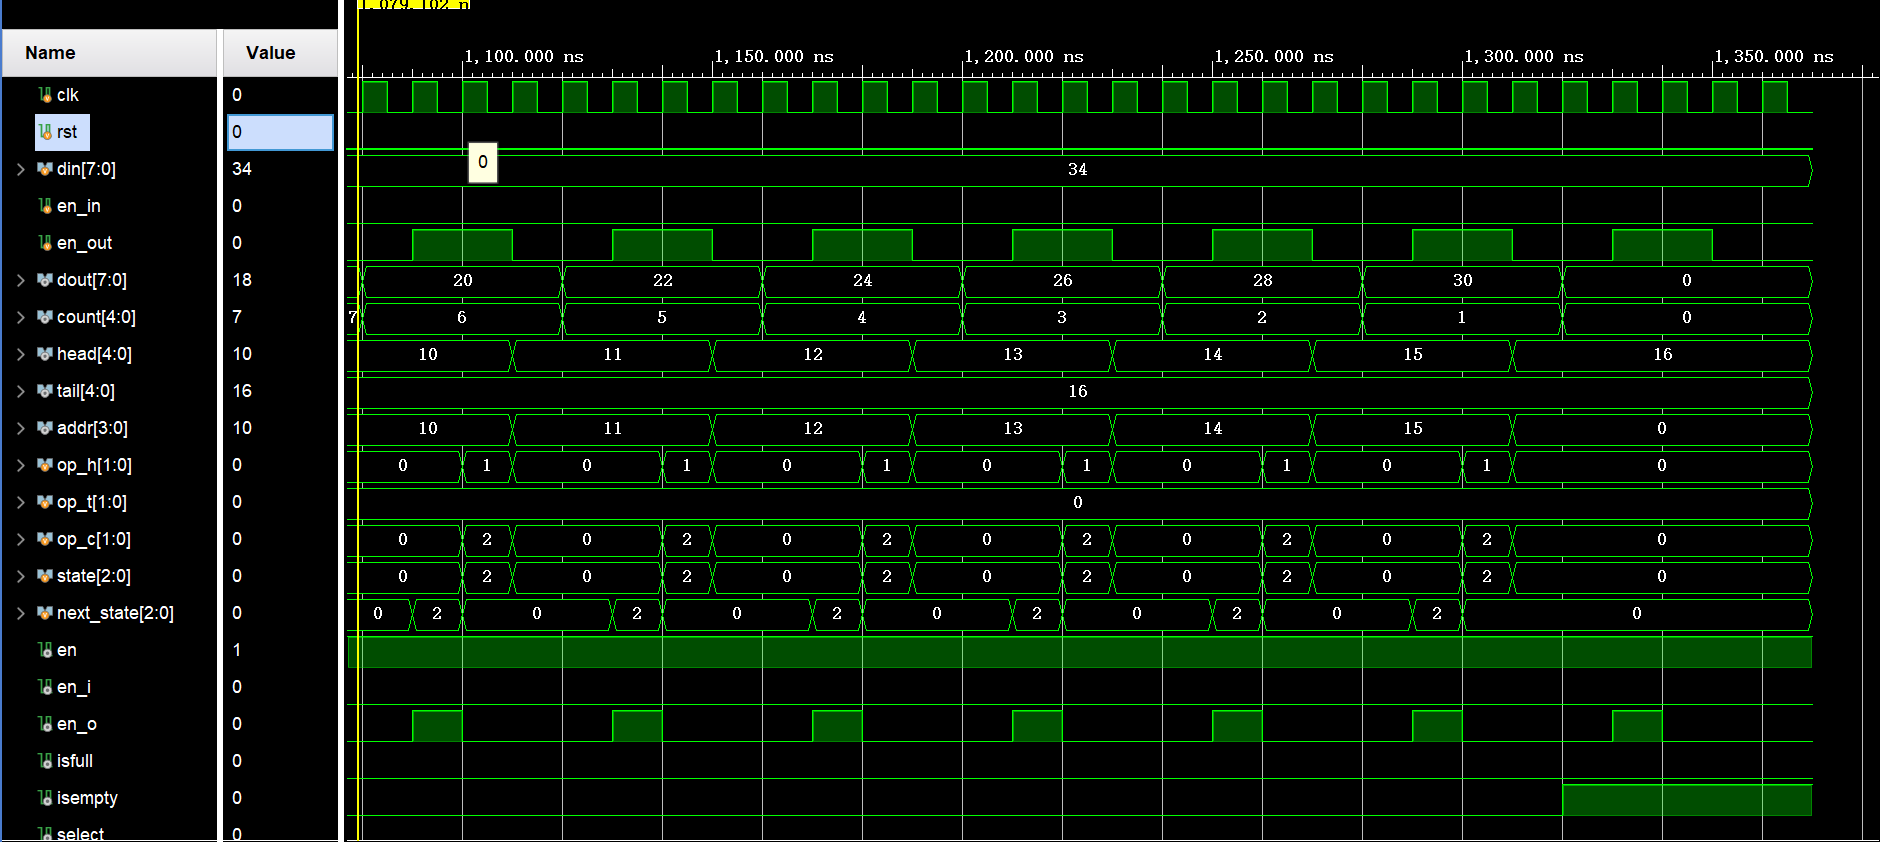 1,079.102 n
Name Value
1,100.000 ns 1,150.000 ns 1,200.000 ns 1,250.000 ns 1,300.000 ns 1,350.000 ns
clk 0
rst 0
0
din[7:0] 34 34
en_in 0
en_out 0
dout[7:0] 18 20 22 24 26 28 30 0
count[4:0] 7 7 6 5 4 3 2 1 0
head[4:0] 10 10 11 12 13 14 15 16
tail[4:0] 16 16
addr[3:0] 10 10 11 12 13 14 15 0
op_h[1:0] 0 0 1 0 1 0 1 0 1 0 1 0 1 0
op_t[1:0] 0 0
op_c[1:0] 0 0 2 0 2 0 2 0 2 0 2 0 2 0
state[2:0] 0 0 2 0 2 0 2 0 2 0 2 0 2 0
next_state[2:0] 0 0 2 0 2 0 2 0 2 0 2 0 2 0
en 1
en_i 0
en_o 0
isfull 0
isempty 0
select 0